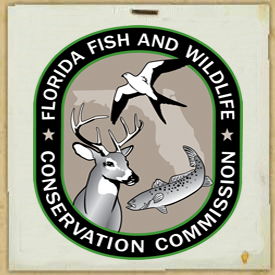 FLORIDA FISH AND WILDLIFE
CONSERVATION COMMISSION